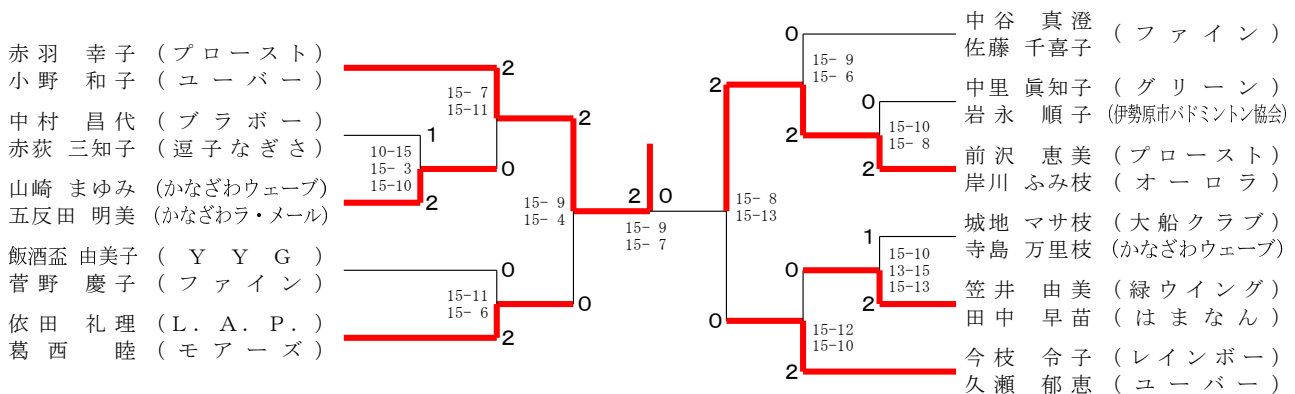 赤羽 幸子 (プロースト)
小野 和子 (ユーバー)
中村 昌代 (ブラボー)
赤荻 三知子 (逗子なぎさ)
山崎 まゆみ (かなざわウェーブ)
五反田 明美 (かなざわラ・メール)
飯酒盃 由美子 (YYG)
菅野 慶子 (ファイン)
依田 礼理 (L.A.P.)
葛西 睦 (モアーズ)
2
15- 7
15-11
1
10-15
15- 3
15-10
2
0
2
15- 9
15- 4
0
15-11
15- 6
2
0
2 0
15- 9
15- 7
2
15- 8
15-13
0
0
15- 9
15- 6
2
0
15-10
15- 8
2
1
15-10
13-15
15-13
2
0
15-12
15-10
2
中谷 真澄 (ファイン)
佐藤 千喜子
中里 眞知子 (グリーン)
岩永 順子 (伊勢原市バドミントン協会)
前沢 恵美 (プロースト)
岸川 ふみ枝 (オーロラ)
城地 マサ枝 (大船クラブ)
寺島 万里枝 (かなざわウェーブ)
笠井 由美 (緑ウイング)
田中 早苗 (はまなん)
今枝 令子 (レインボー)
久瀬 郁恵 (ユーバー)